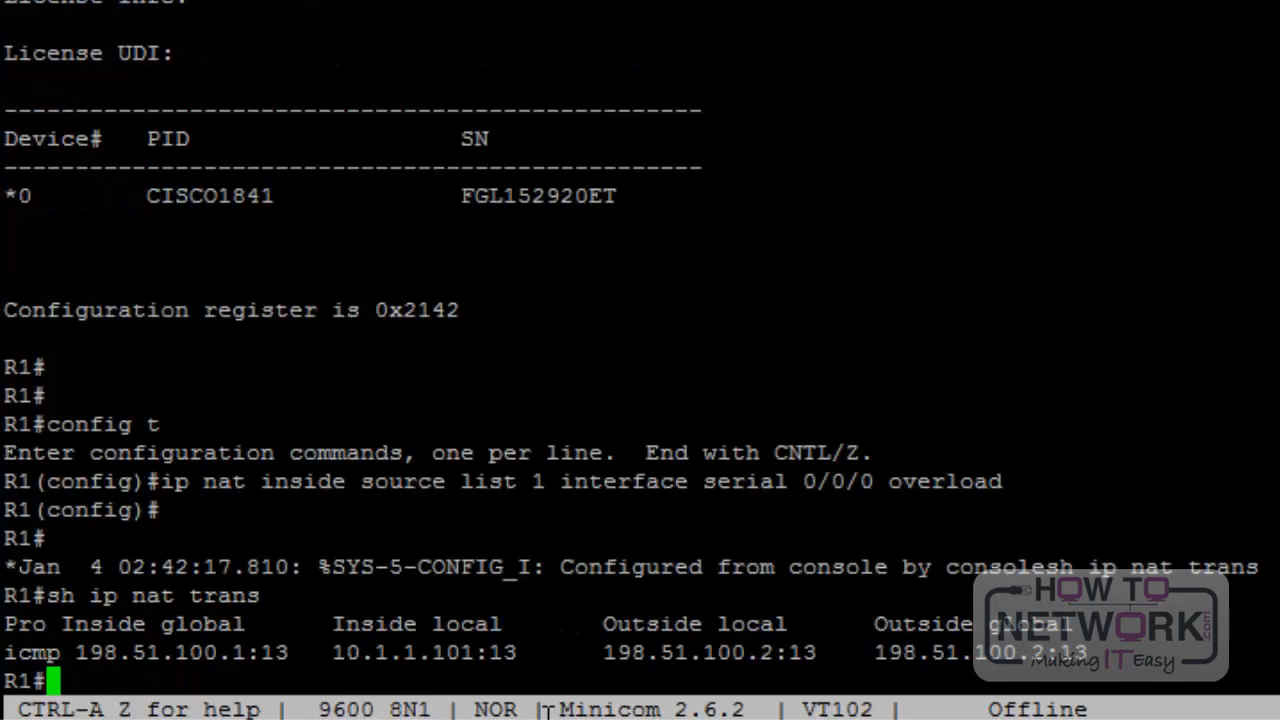 License Info:
License UDI:
-------------------------------------------------
Device#   PID                   SN
-------------------------------------------------
*0        CISCO1841             FGL152920ET
Configuration register is 0x2142
R1#
R1#
R1#config t
Enter configuration commands, one per line.  End with CNTL/Z.
R1(config)#ip nat inside source list 1 interface serial 0/0/0 overload
R1(config)#
R1#
*Jan  4 02:42:17.810: %SYS-5-CONFIG_I: Configured from console by consolesh ip nat trans
R1#sh ip nat trans
Pro Inside global      Inside local       Outside local      Outside global
icmp 198.51.100.1:13   10.1.1.101:13      198.51.100.2:13    198.51.100.2:13
R1#
HOW TO
NETWORK.com
Making IT Easy
CTRL-A Z for help |  9600 8N1 | NOR | Minicom 2.6.2  | VT102 |      Offline